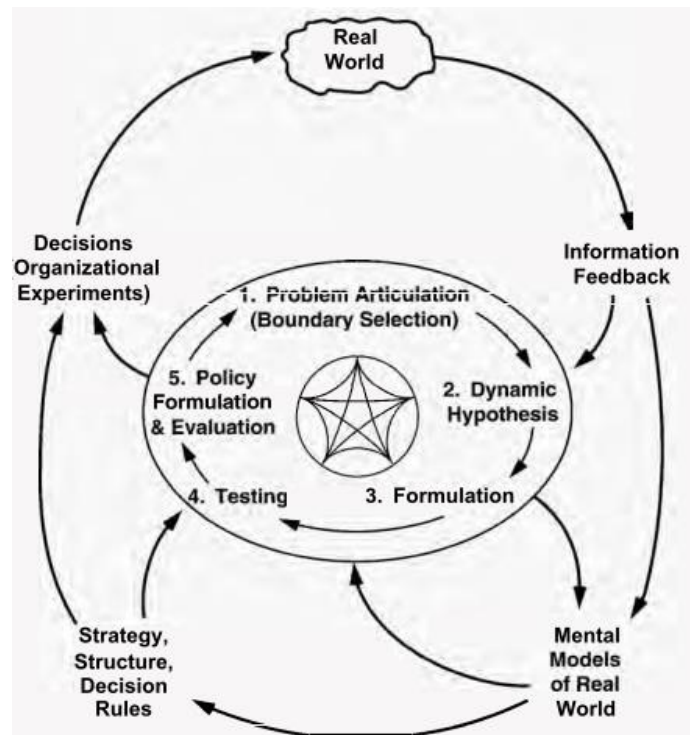 Real
World
Decisions
(Organizational
Experiments)
Information
Feedback
1. Problem Articulation
(Boundary Selection)
5. Policy
Formulation
& Evaluation
2. Dynamic
Hypothesis
4. Testing
3. Formulation
Strategy,
Structure,
Decision
Rules
Mental
Models
of Real
World